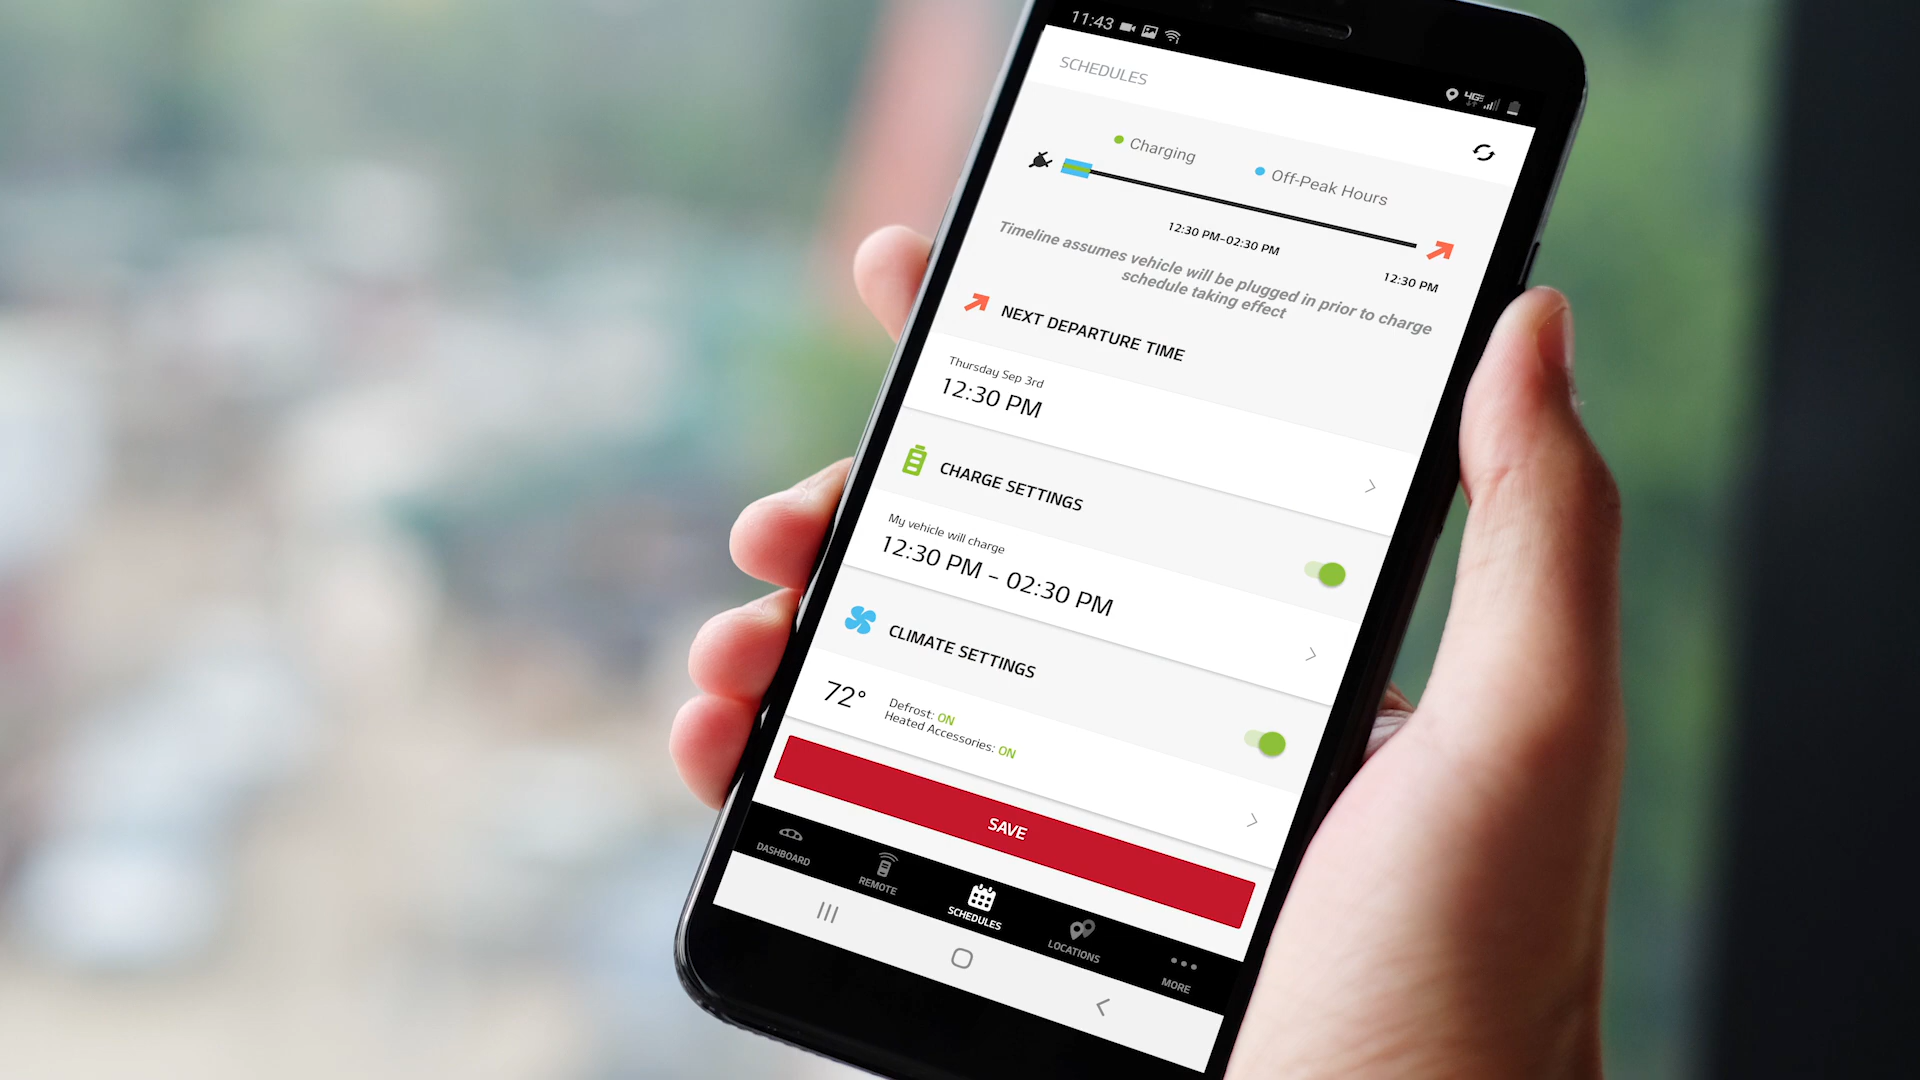 11:43
4G
SCHEDULES
Charging
Off-Peak Hours
12:30 PM-02:30 PM
12:30 PM
Timeline assumes vehicle will be plugged in prior to charge
schedule taking effect
NEXT DEPARTURE TIME
Thursday Sep 3rd
12:30 PM
CHARGE SETTINGS
My vehicle will charge
12:30 PM - 02:30 PM
CLIMATE SETTINGS
72°
Defrost: ON
Heated Accessories: ON
SAVE
DASHBOARD
REMOTE
SCHEDULES
LOCATIONS
MORE